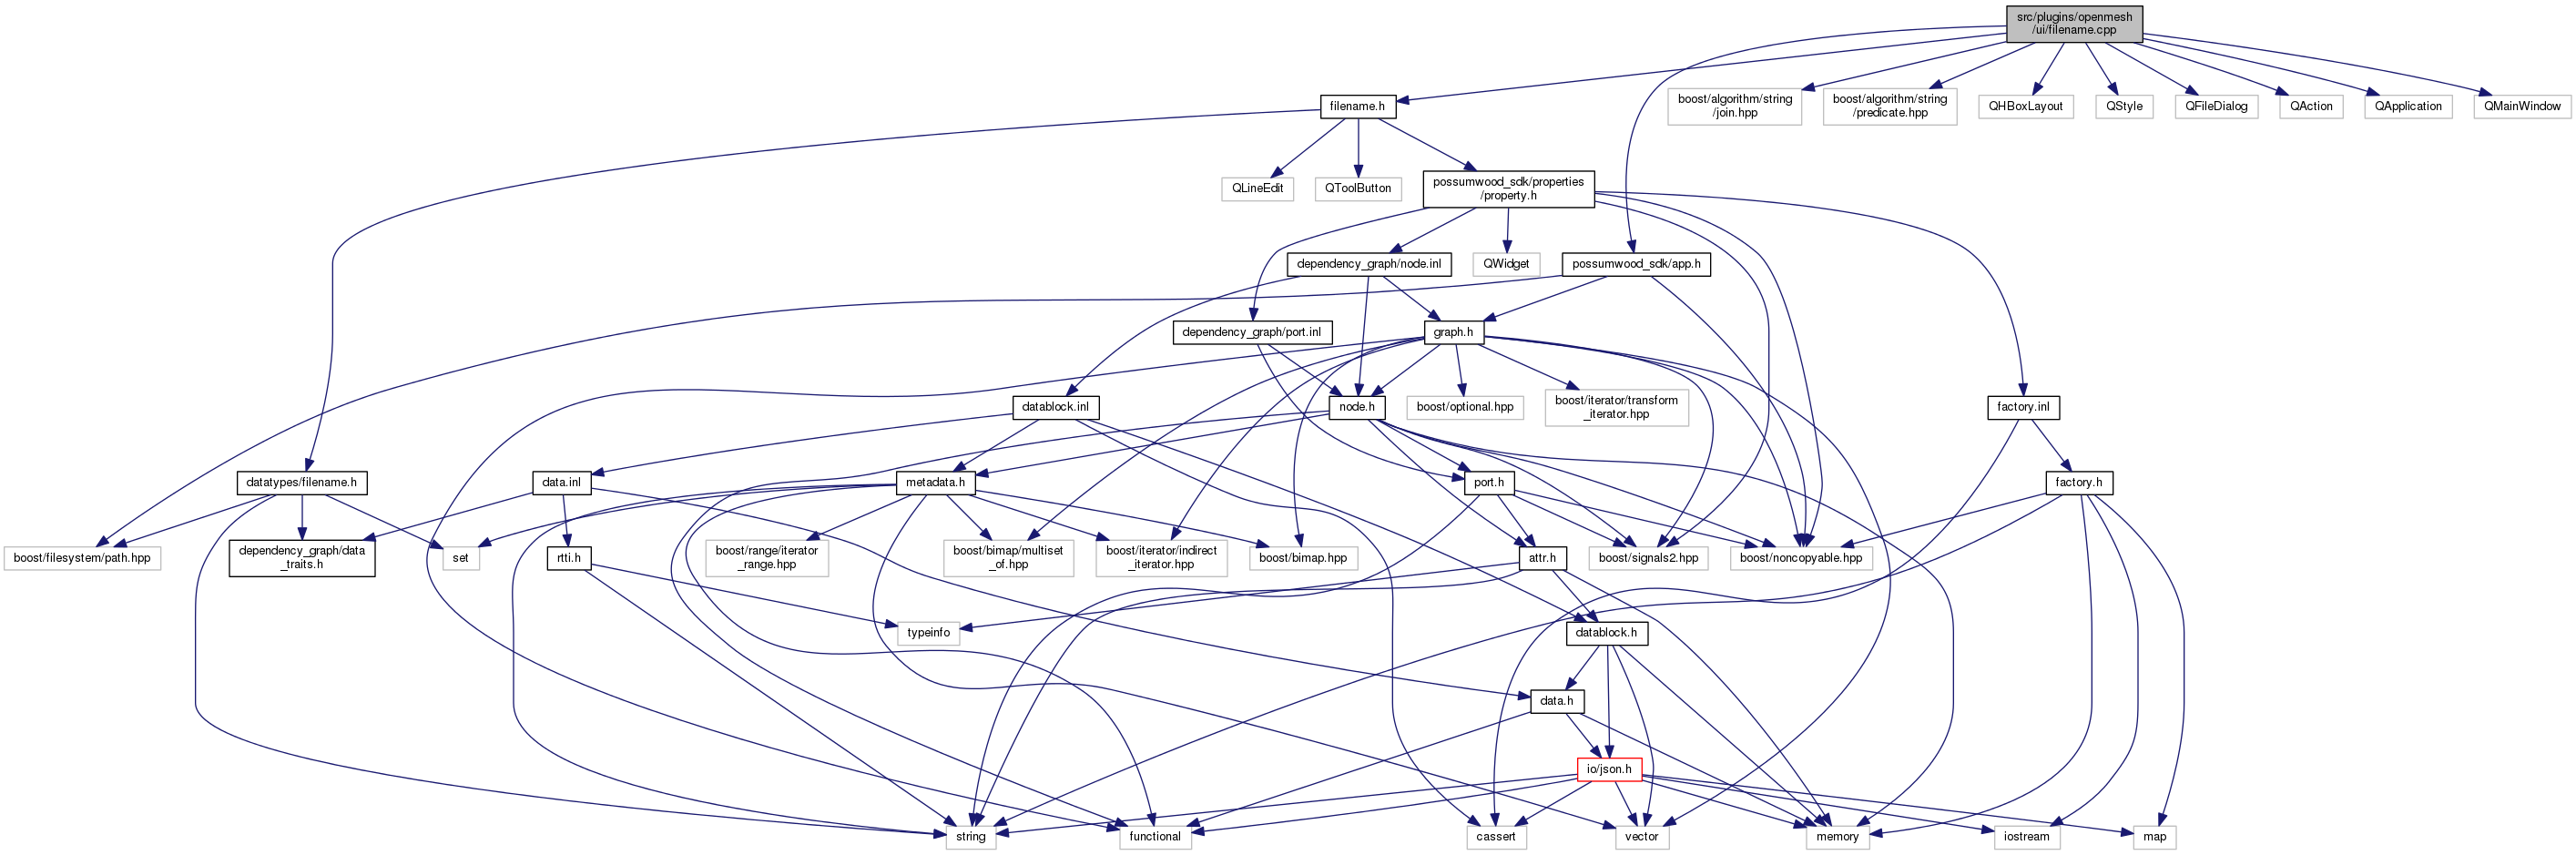 src/plugins/openmesh
/ui/filename.cpp
filename.h
boost/algorithm/string
/join.hpp
boost/algorithm/string
/predicate.hpp
QHBoxLayout
QStyle
QFileDialog
QAction
QApplication
QMainWindow
QLineEdit
QToolButton
possumwood_sdk/properties
/property.h
dependency_graph/node.inl
QWidget
possumwood_sdk/app.h
dependency_graph/port.inl
graph.h
datablock.inl
node.h
boost/optional.hpp
boost/iterator/transform
_iterator.hpp
factory.inl
datatypes/filename.h
data.inl
metadata.h
port.h
factory.h
boost/filesystem/path.hpp
dependency_graph/data
_traits.h
set
rtti.h
boost/range/iterator
_range.hpp
boost/bimap/multiset
_of.hpp
boost/iterator/indirect
_iterator.hpp
boost/bimap.hpp
attr.h
boost/signals2.hpp
boost/noncopyable.hpp
typeinfo
datablock.h
data.h
io/json.h
string
functional
cassert
vector
memory
iostream
map